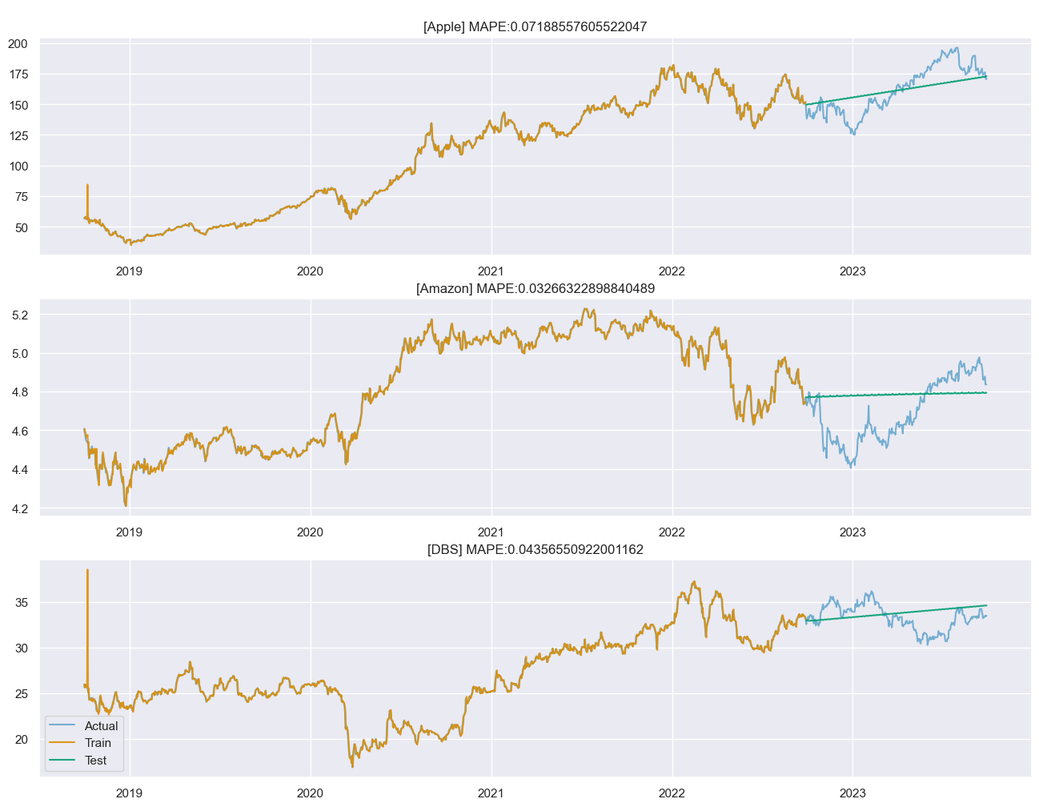 [Apple] MAPE:0.07188557605522047
200
175
150
125
100
75
50
2019 2020 2021 2022 2023
[Amazon] MAPE:0.03266322898840489
5.2
5.0
4.8
4.6
4.4
4.2
2019 2020 2021 2022 2023
[DBS] MAPE:0.04356550922001162
35
30
25
20
Actual
Train
Test
2019 2020 2021 2022 2023